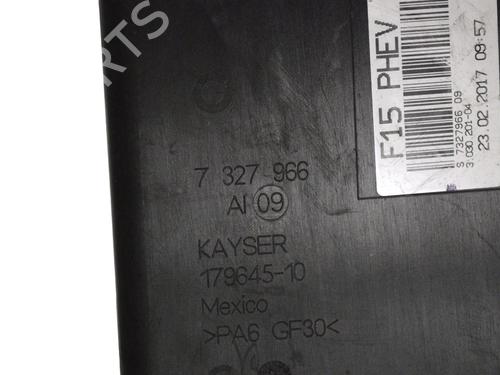 7 327 966
AI 09
KAYSER
179645-10
Mexico
>PA6 GF30<
F15 PHEV
S 7327966 09
3.030.201-04
23.02.2017 09:57